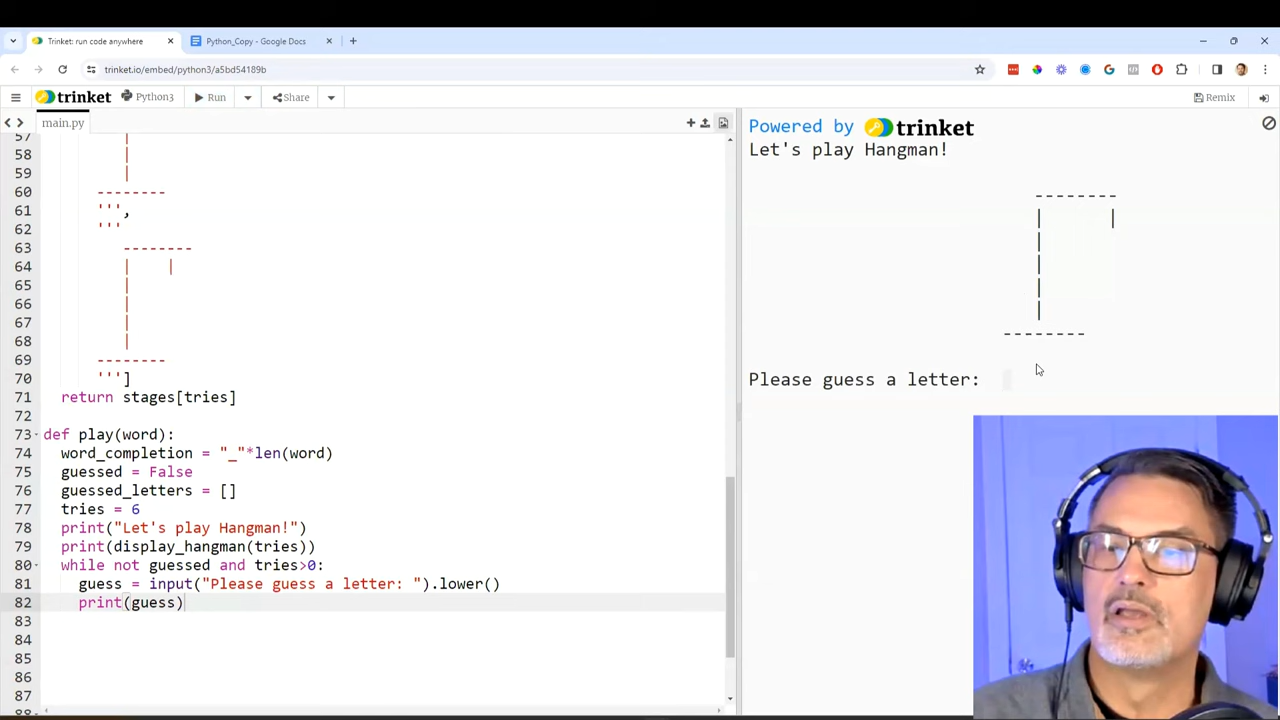 Trinket: run code anywhere
Python_Copy - Google Docs
trinket.io/embed/python3/a5bd54189b
trinket Python3 Run Share Remix
main.py
57 |
58 |
59 |
60 --------
61 ''',
62 '''
63 --------
64 | |
65 |
66 |
67 |
68 |
69 --------
70 ''']
71 return stages[tries]
72
73 def play(word):
74 word_completion = "_"*len(word)
75 guessed = False
76 guessed_letters = []
77 tries = 6
78 print("Let's play Hangman!")
79 print(display_hangman(tries))
80 while not guessed and tries>0:
81 guess = input("Please guess a letter: ").lower()
82 print(guess)
83
84
85
86
87
88
Powered by trinket
Let's play Hangman!
--------
| |
|
|
|
|
--------
Please guess a letter: